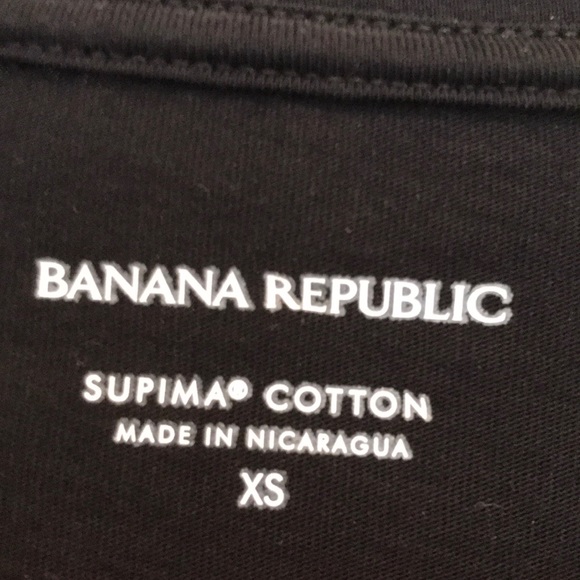 BANANA REPUBLIC
SUPIMA® COTTON
MADE IN NICARAGUA
XS